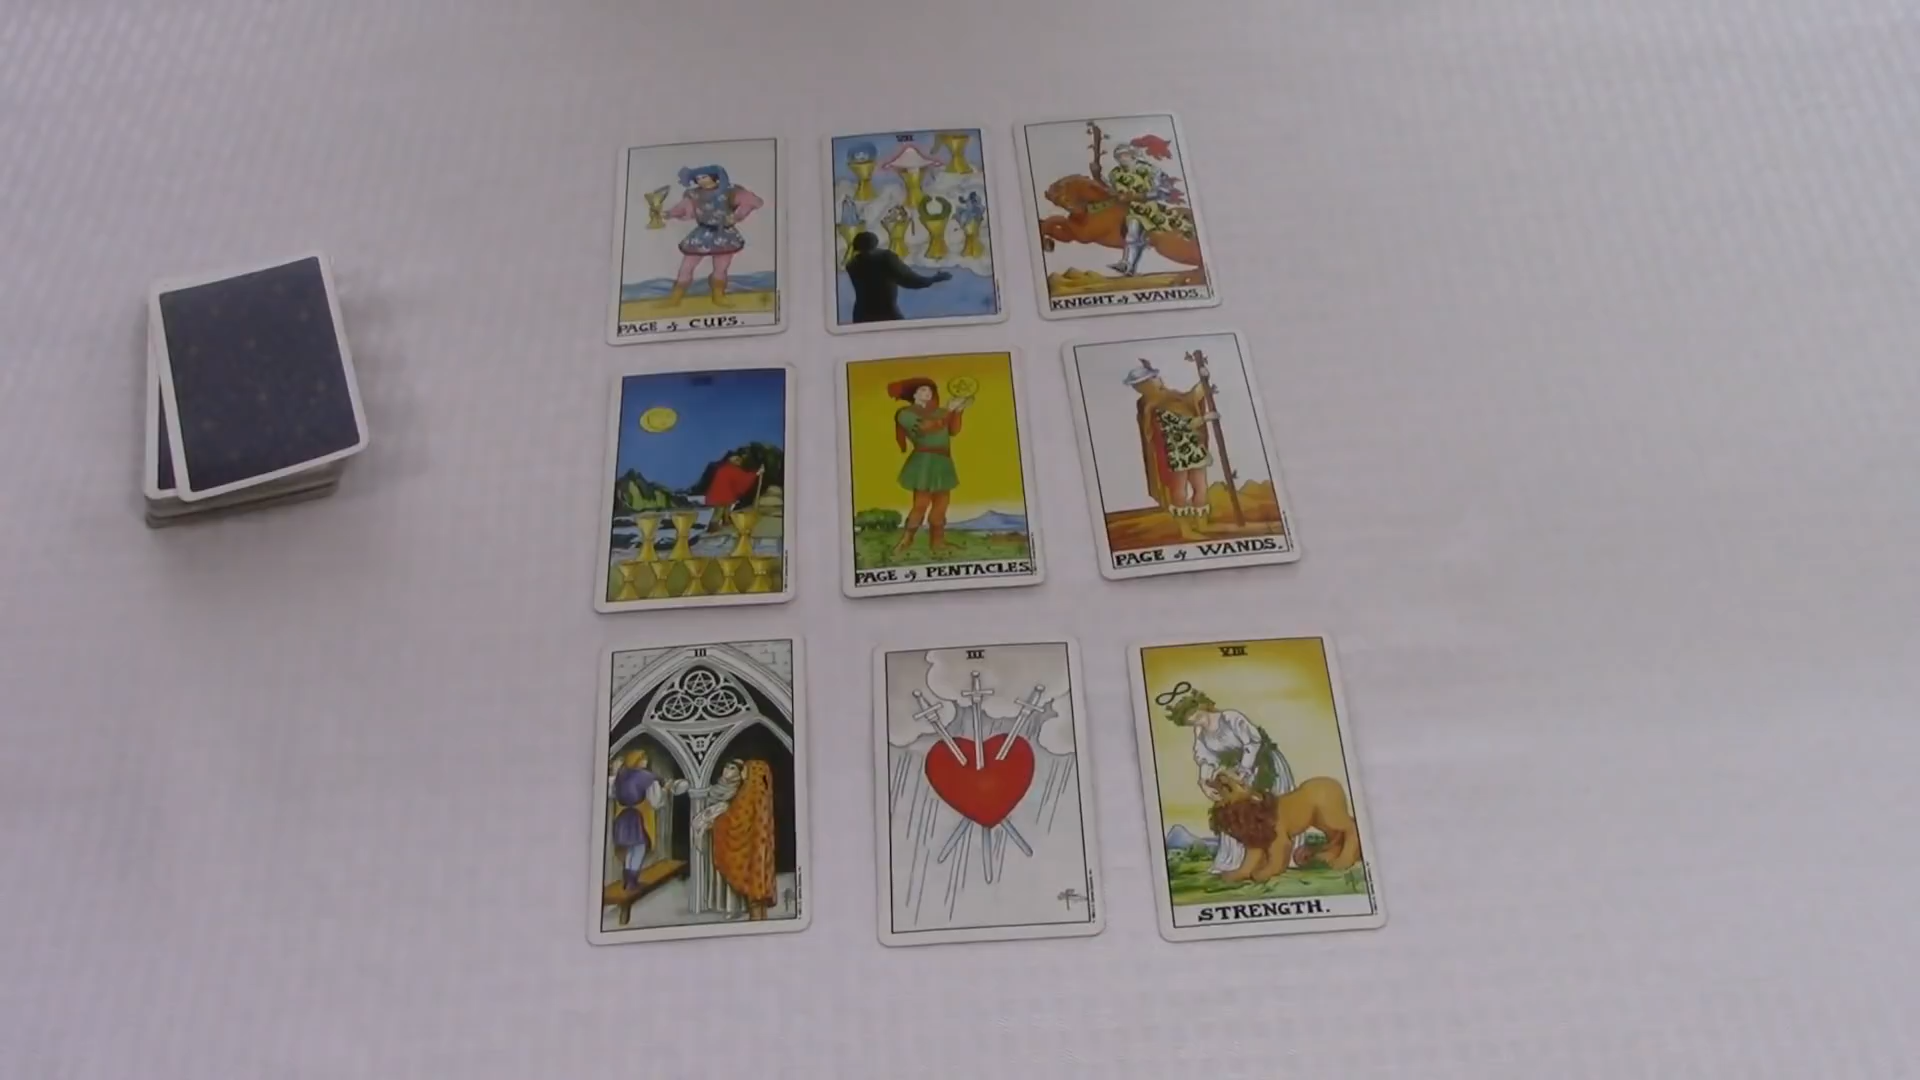 PAGE of CUPS.
VII
KNIGHT of WANDS.
PAGE of PENTACLES.
PAGE of WANDS.
III
III
VIII
STRENGTH.